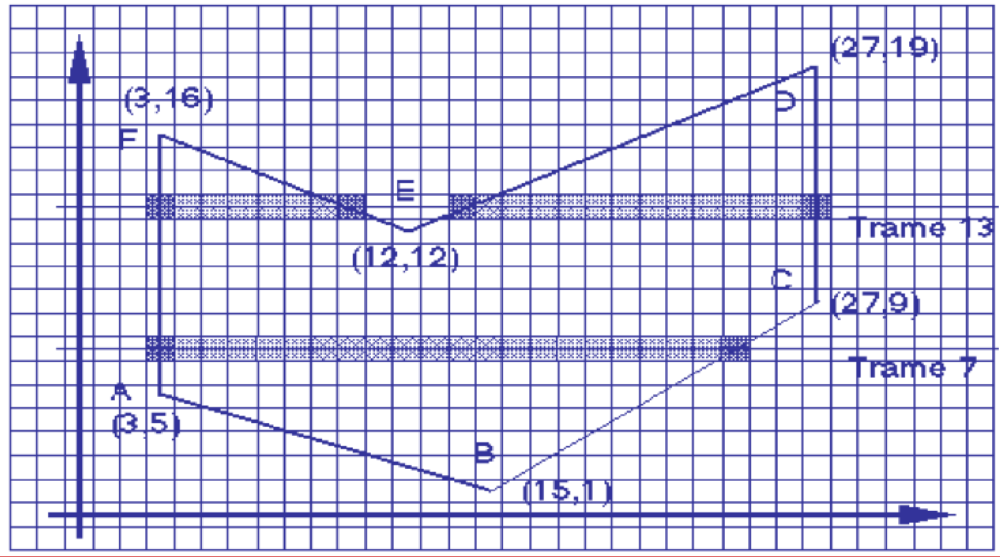 (27,19)
(3,16)
D
F
E
Trame 13
(12,12)
C
(27,9)
Trame 7
A
(3,5)
B
(15,1)